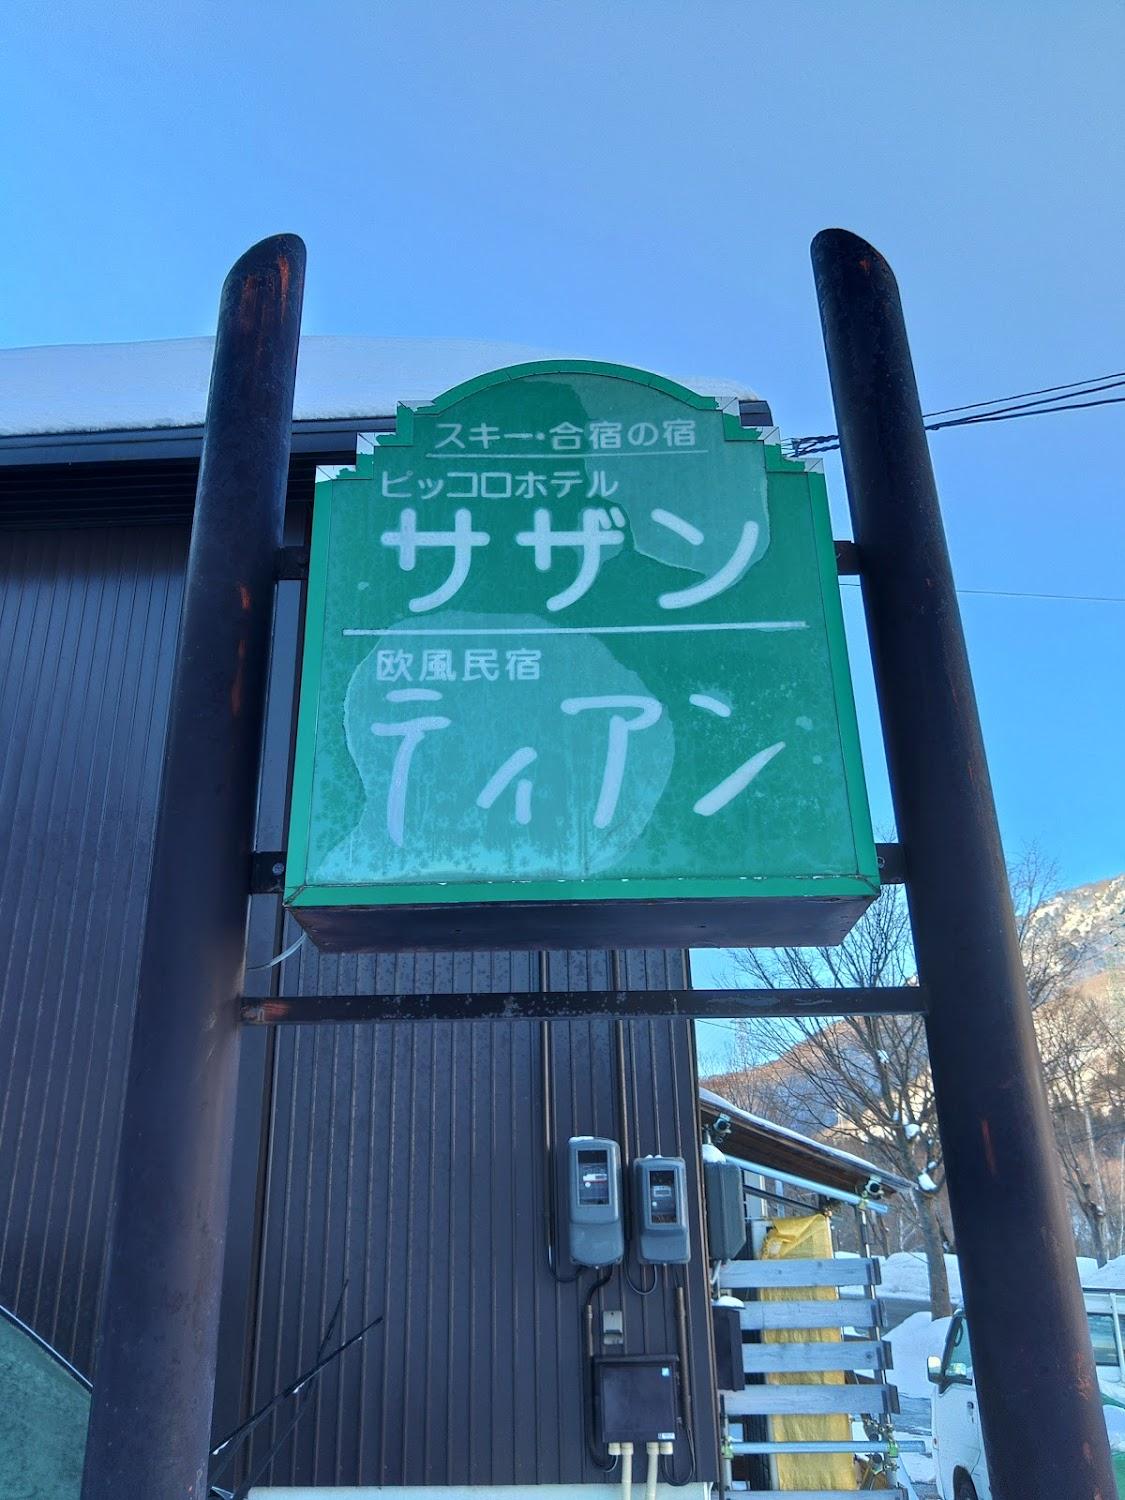 スキー・合宿の宿
ピッコロホテル
サザン
欧風民宿
ティアン